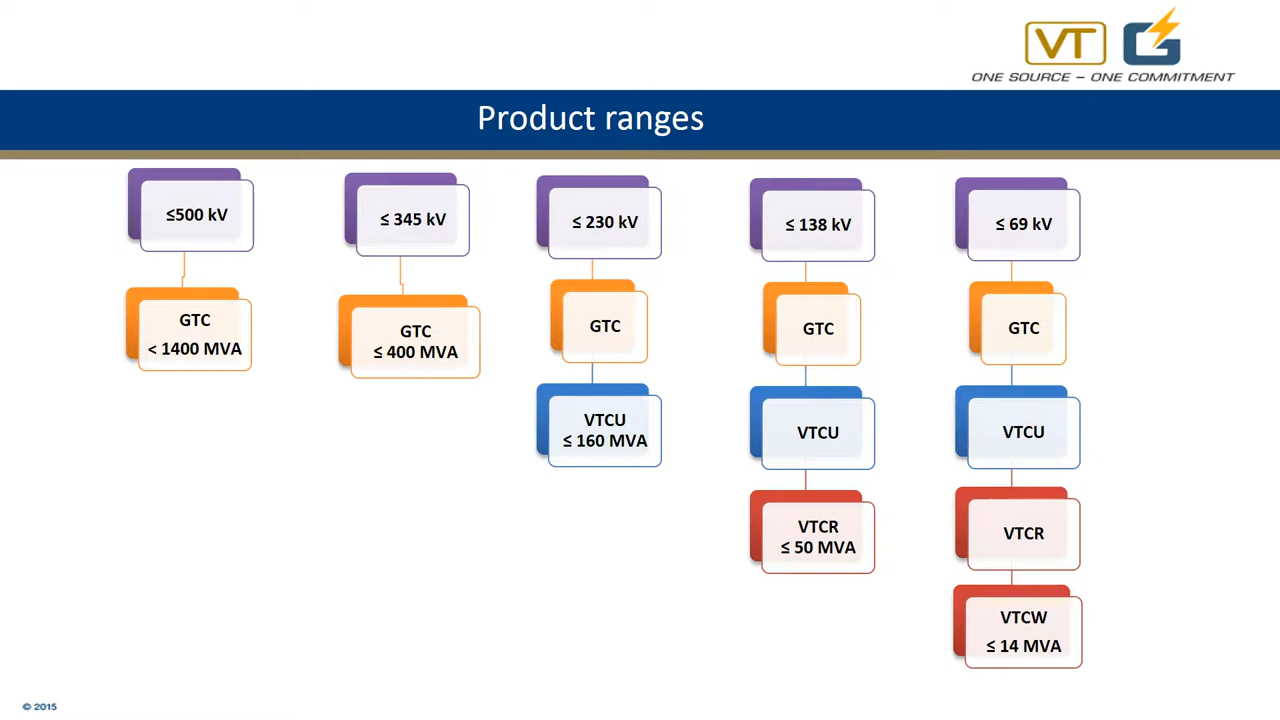 VT G
ONE SOURCE – ONE COMMITMENT
Product ranges
≤500 kV
GTC
< 1400 MVA
≤ 345 kV
GTC
≤ 400 MVA
≤ 230 kV
GTC
VTCU
≤ 160 MVA
≤ 138 kV
GTC
VTCU
VTCR
≤ 50 MVA
≤ 69 kV
GTC
VTCU
VTCR
VTCW
≤ 14 MVA
© 2015